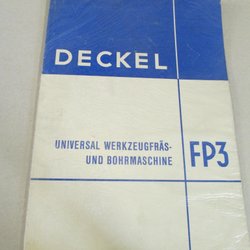 DECKEL
UNIVERSAL WERKZEUGFRÄS-
UND BOHRMASCHINE
FP3